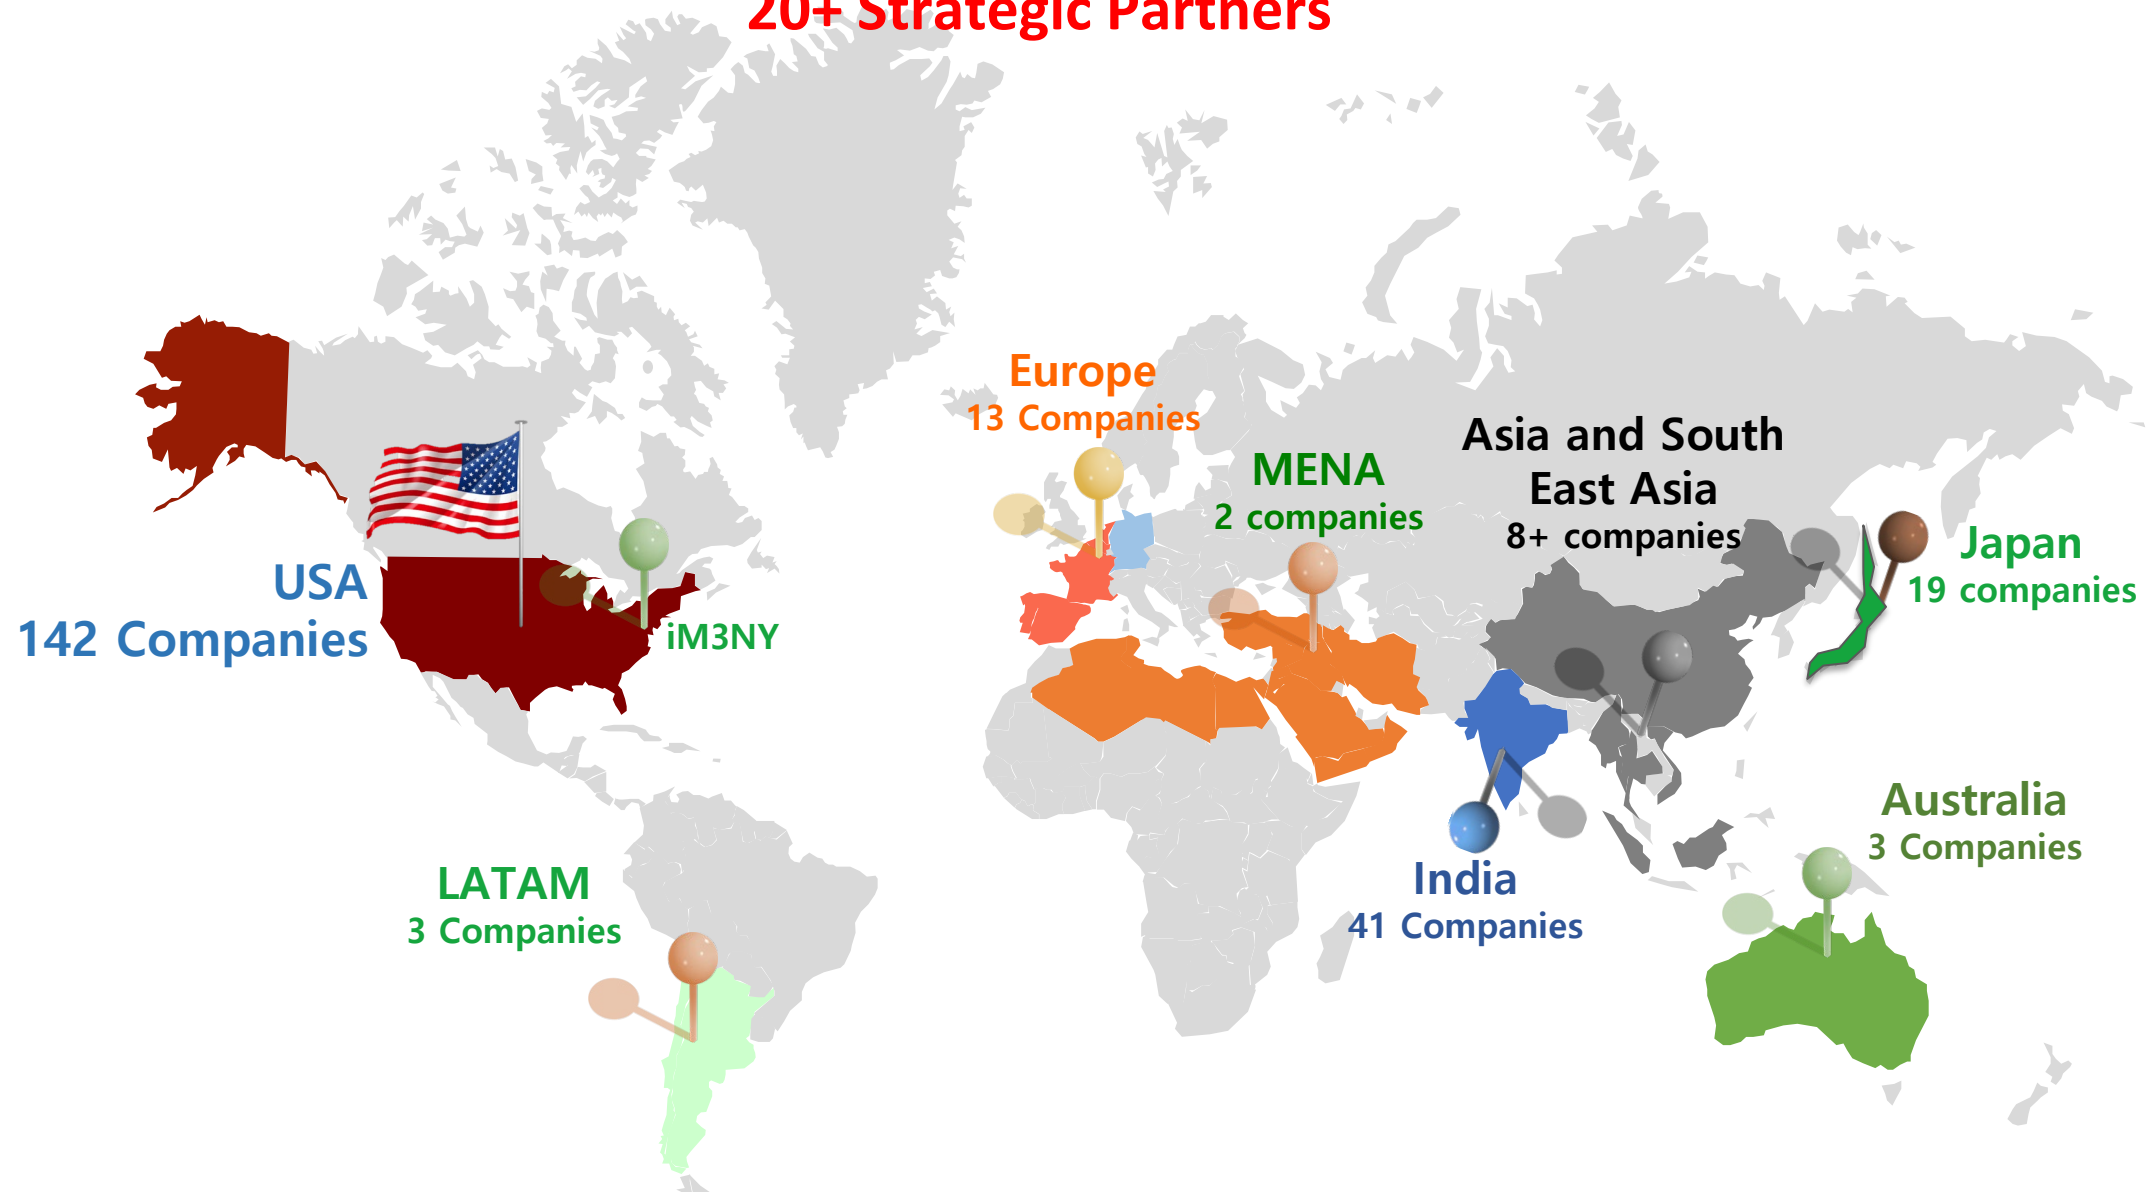 20+ Strategic Partners
Europe
13 Companies
Asia and South
East Asia
8+ companies
MENA
2 companies
Japan
19 companies
USA
142 Companies
iM3NY
Australia
3 Companies
LATAM
3 Companies
India
41 Companies